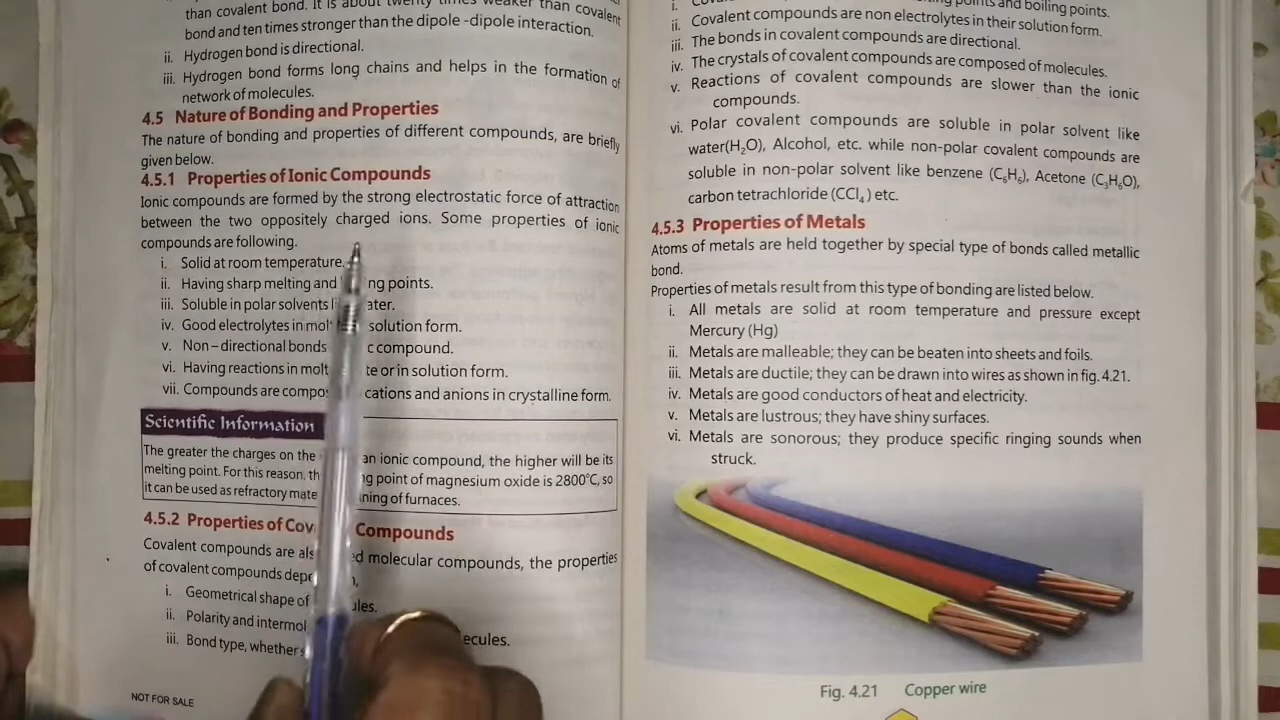 than covalent bond. It is about twenty times weaker than covalent
bond and ten times stronger than the dipole-dipole interaction.
ii. Hydrogen bond is directional.
iii. Hydrogen bond forms long chains and helps in the formation of
network of molecules.
4.5 Nature of Bonding and Properties
The nature of bonding and properties of different compounds, are briefly
given below.
4.5.1 Properties of Ionic Compounds
Ionic compounds are formed by the strong electrostatic force of attraction
between the two oppositely charged ions. Some properties of ionic
compounds are following.
i. Solid at room temperature.
ii. Having sharp melting and ng points.
iii. Soluble in polar solvents ater.
iv. Good electrolytes in mol solution form.
v. Non-directional bonds c compound.
vi. Having reactions in molt te or in solution form.
vii. Compounds are compo cations and anions in crystalline form.
Scientific Information
The greater the charges on the an ionic compound, the higher will be its
melting point. For this reason, th ng point of magnesium oxide is 2800°C, so
it can be used as refractory mate ning of furnaces.
4.5.2 Properties of Cov Compounds
Covalent compounds are als ed molecular compounds, the properties
of covalent compounds depe
i. Geometrical shape of ules.
ii. Polarity and intermol ecules.
iii. Bond type, whether
NOT FOR SALE
i. points and boiling points.
ii. Covalent compounds are non electrolytes in their solution form.
iii. The bonds in covalent compounds are directional.
iv. The crystals of covalent compounds are composed of molecules.
v. Reactions of covalent compounds are slower than the ionic
compounds.
vi. Polar covalent compounds are soluble in polar solvent like
water(H₂O), Alcohol, etc. while non-polar covalent compounds are
soluble in non-polar solvent like benzene (C₆H₆), Acetone (C₃H₆O),
carbon tetrachloride (CCl₄) etc.
4.5.3 Properties of Metals
Atoms of metals are held together by special type of bonds called metallic
bond.
Properties of metals result from this type of bonding are listed below.
i. All metals are solid at room temperature and pressure except
Mercury (Hg)
ii. Metals are malleable; they can be beaten into sheets and foils.
iii. Metals are ductile; they can be drawn into wires as shown in fig. 4.21.
iv. Metals are good conductors of heat and electricity.
v. Metals are lustrous; they have shiny surfaces.
vi. Metals are sonorous; they produce specific ringing sounds when
struck.
Fig. 4.21 Copper wire